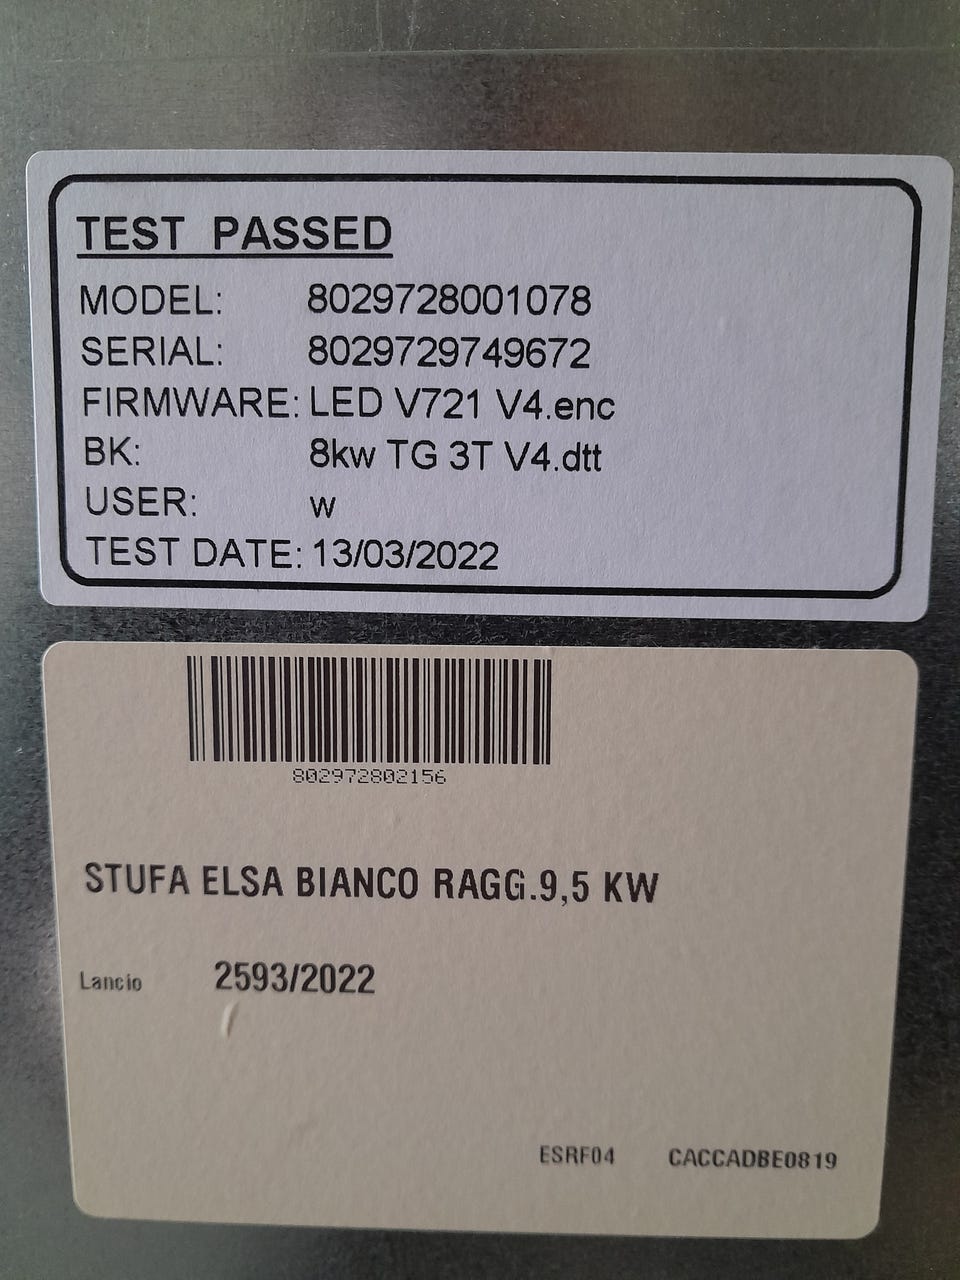 TEST PASSED
MODEL: 8029728001078
SERIAL: 8029729749672
FIRMWARE: LED V721 V4.enc
BK: 8kw TG 3T V4.dtt
USER: w
TEST DATE: 13/03/2022
802972802156
STUFA ELSA BIANCO RAGG.9,5 KW
Lancio 2593/2022
ESRF04 CACCADBE0819